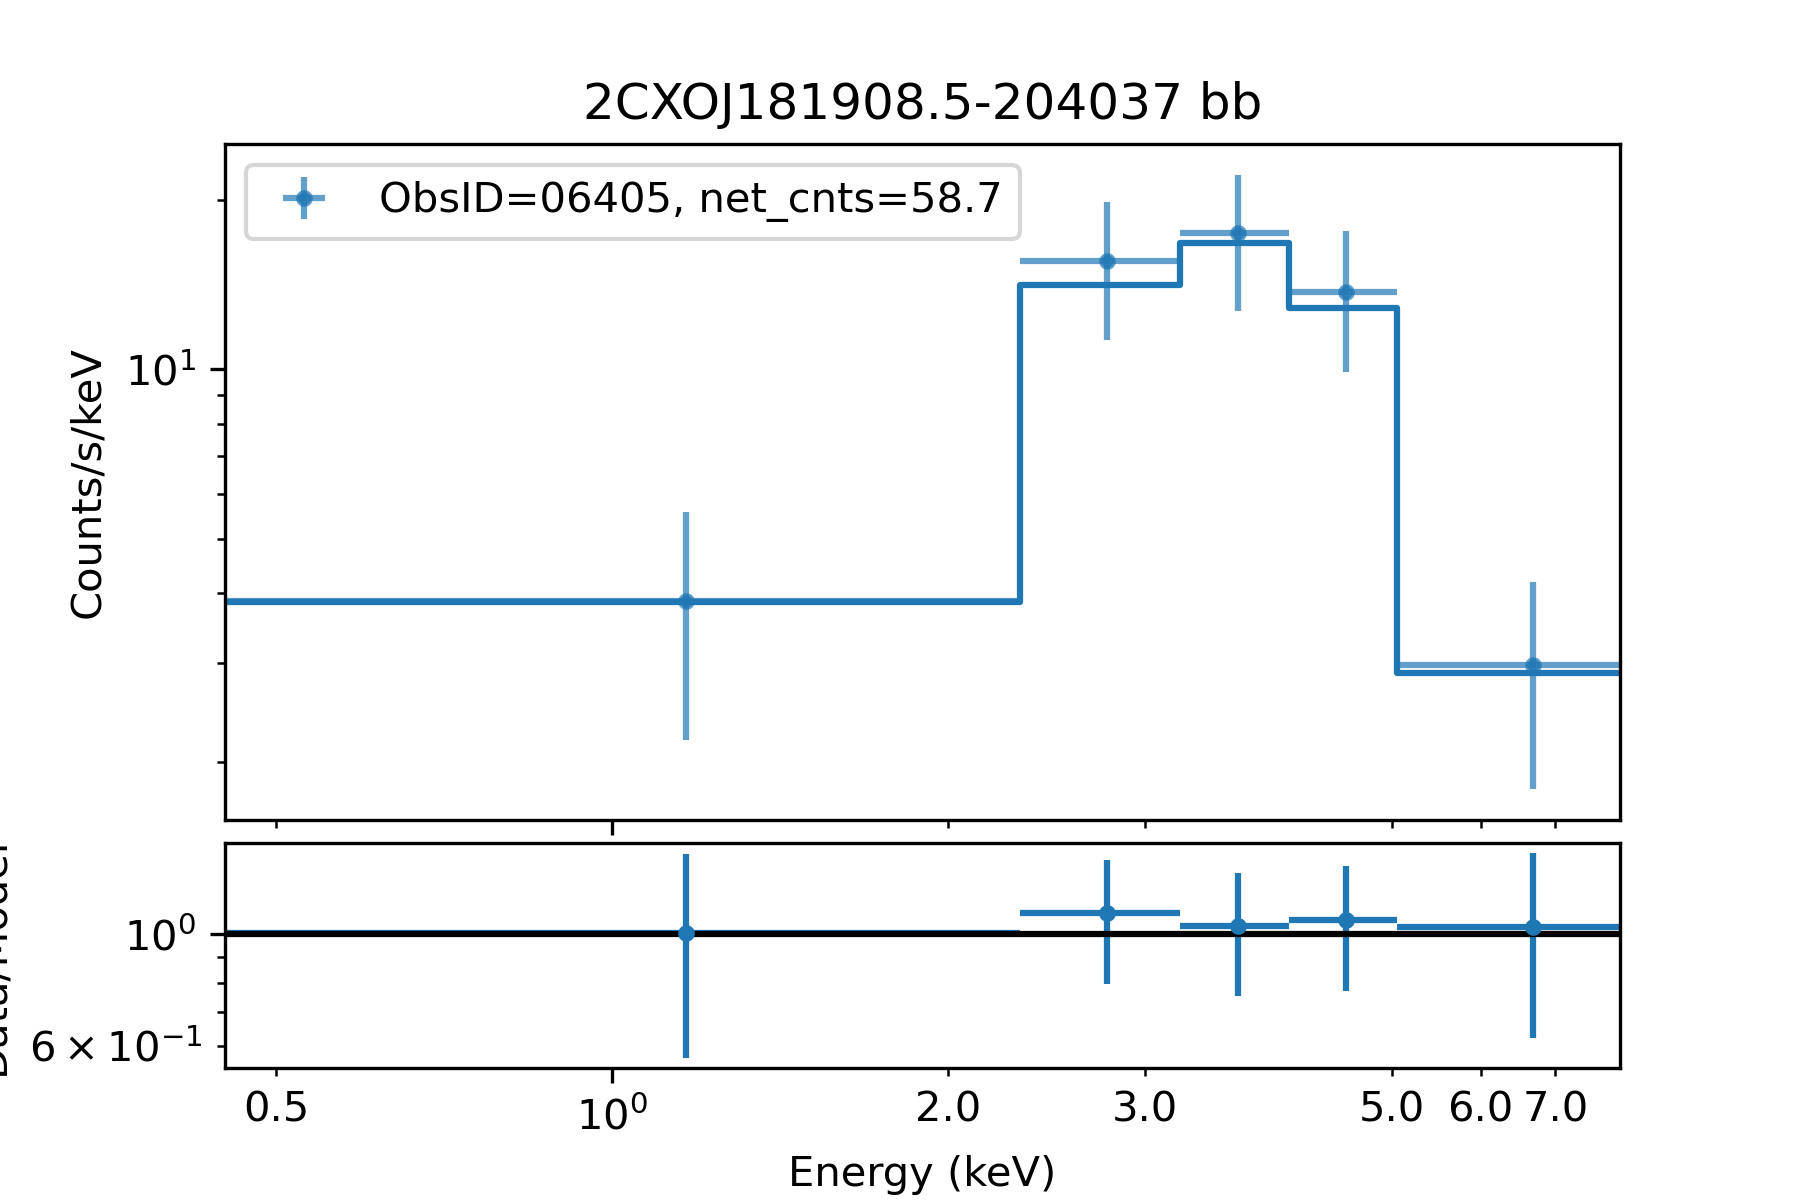 2CXOJ181908.5-204037 bb
ObsID=06405, net_cnts=58.7
Counts/s/keV
10¹
10⁰
6 × 10⁻¹
0.5 10⁰ 2.0 3.0 5.0 6.0 7.0
Energy (keV)